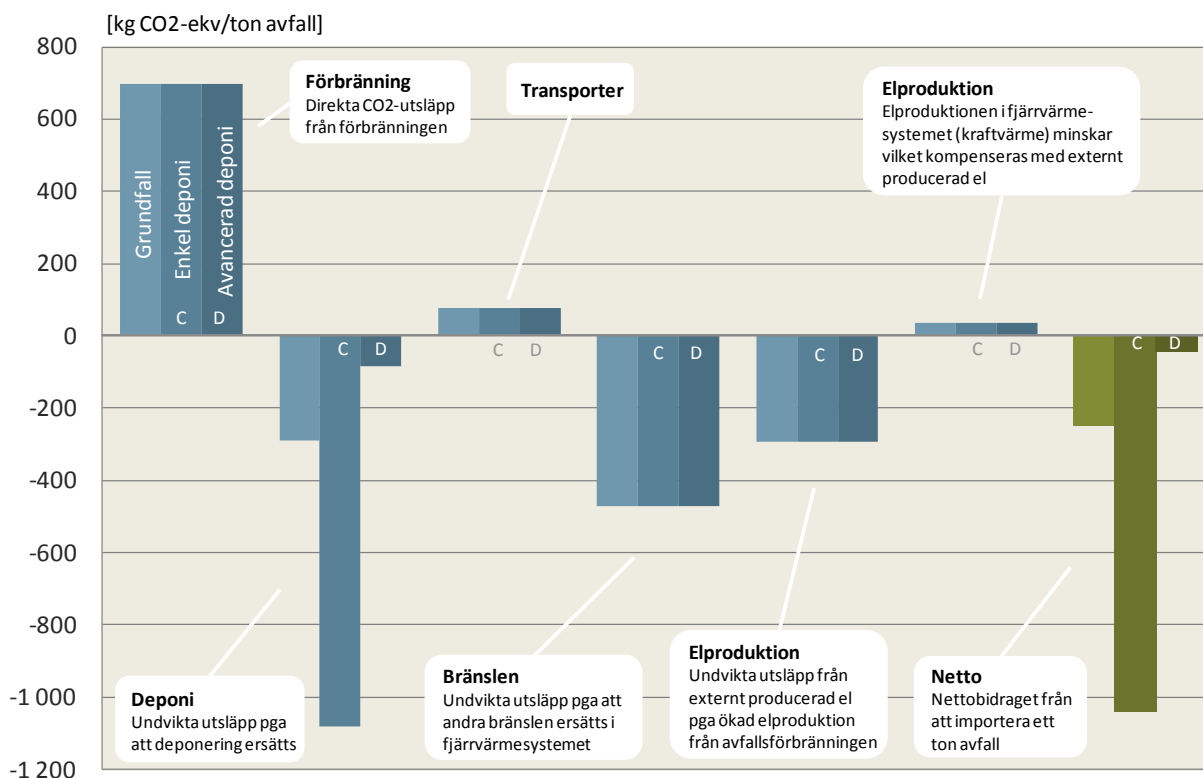 [kg CO2-ekv/ton avfall]
800
600
400
200
0
-200
-400
-600
-800
-1 000
-1 200
Grundfall
Enkel deponi
Avancerad deponi
C D
Förbränning
Direkta CO2-utsläpp
från förbränningen
Transporter
Elproduktion
Elproduktionen i fjärrvärme-
systemet (kraftvärme) minskar
vilket kompenseras med externt
producerad el
C D
C D
C D
C D
C D
C D
Deponi
Undvikta utsläpp pga
att deponering ersätts
Bränslen
Undvikta utsläpp pga att
andra bränslen ersätts i
fjärrvärmesystemet
Elproduktion
Undvikta utsläpp från
externt producerad el
pga ökad elproduktion
från avfallsförbränningen
Netto
Nettobidraget från
att importera ett
ton avfall